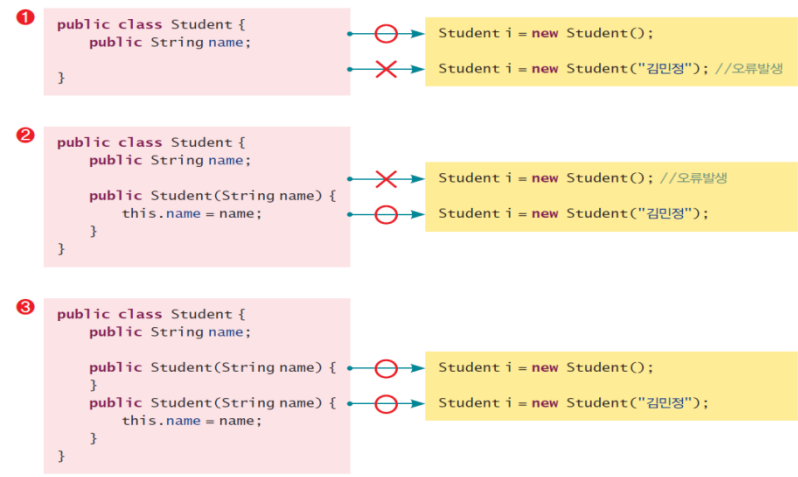 1
public class Student {
public String name;
}
Student i = new Student();
Student i = new Student("김민정"); //오류발생
2
public class Student {
public String name;
public Student(String name) {
this.name = name;
}
}
Student i = new Student(); //오류발생
Student i = new Student("김민정");
3
public class Student {
public String name;
public Student(String name) {
}
public Student(String name) {
this.name = name;
}
}
Student i = new Student();
Student i = new Student("김민정");